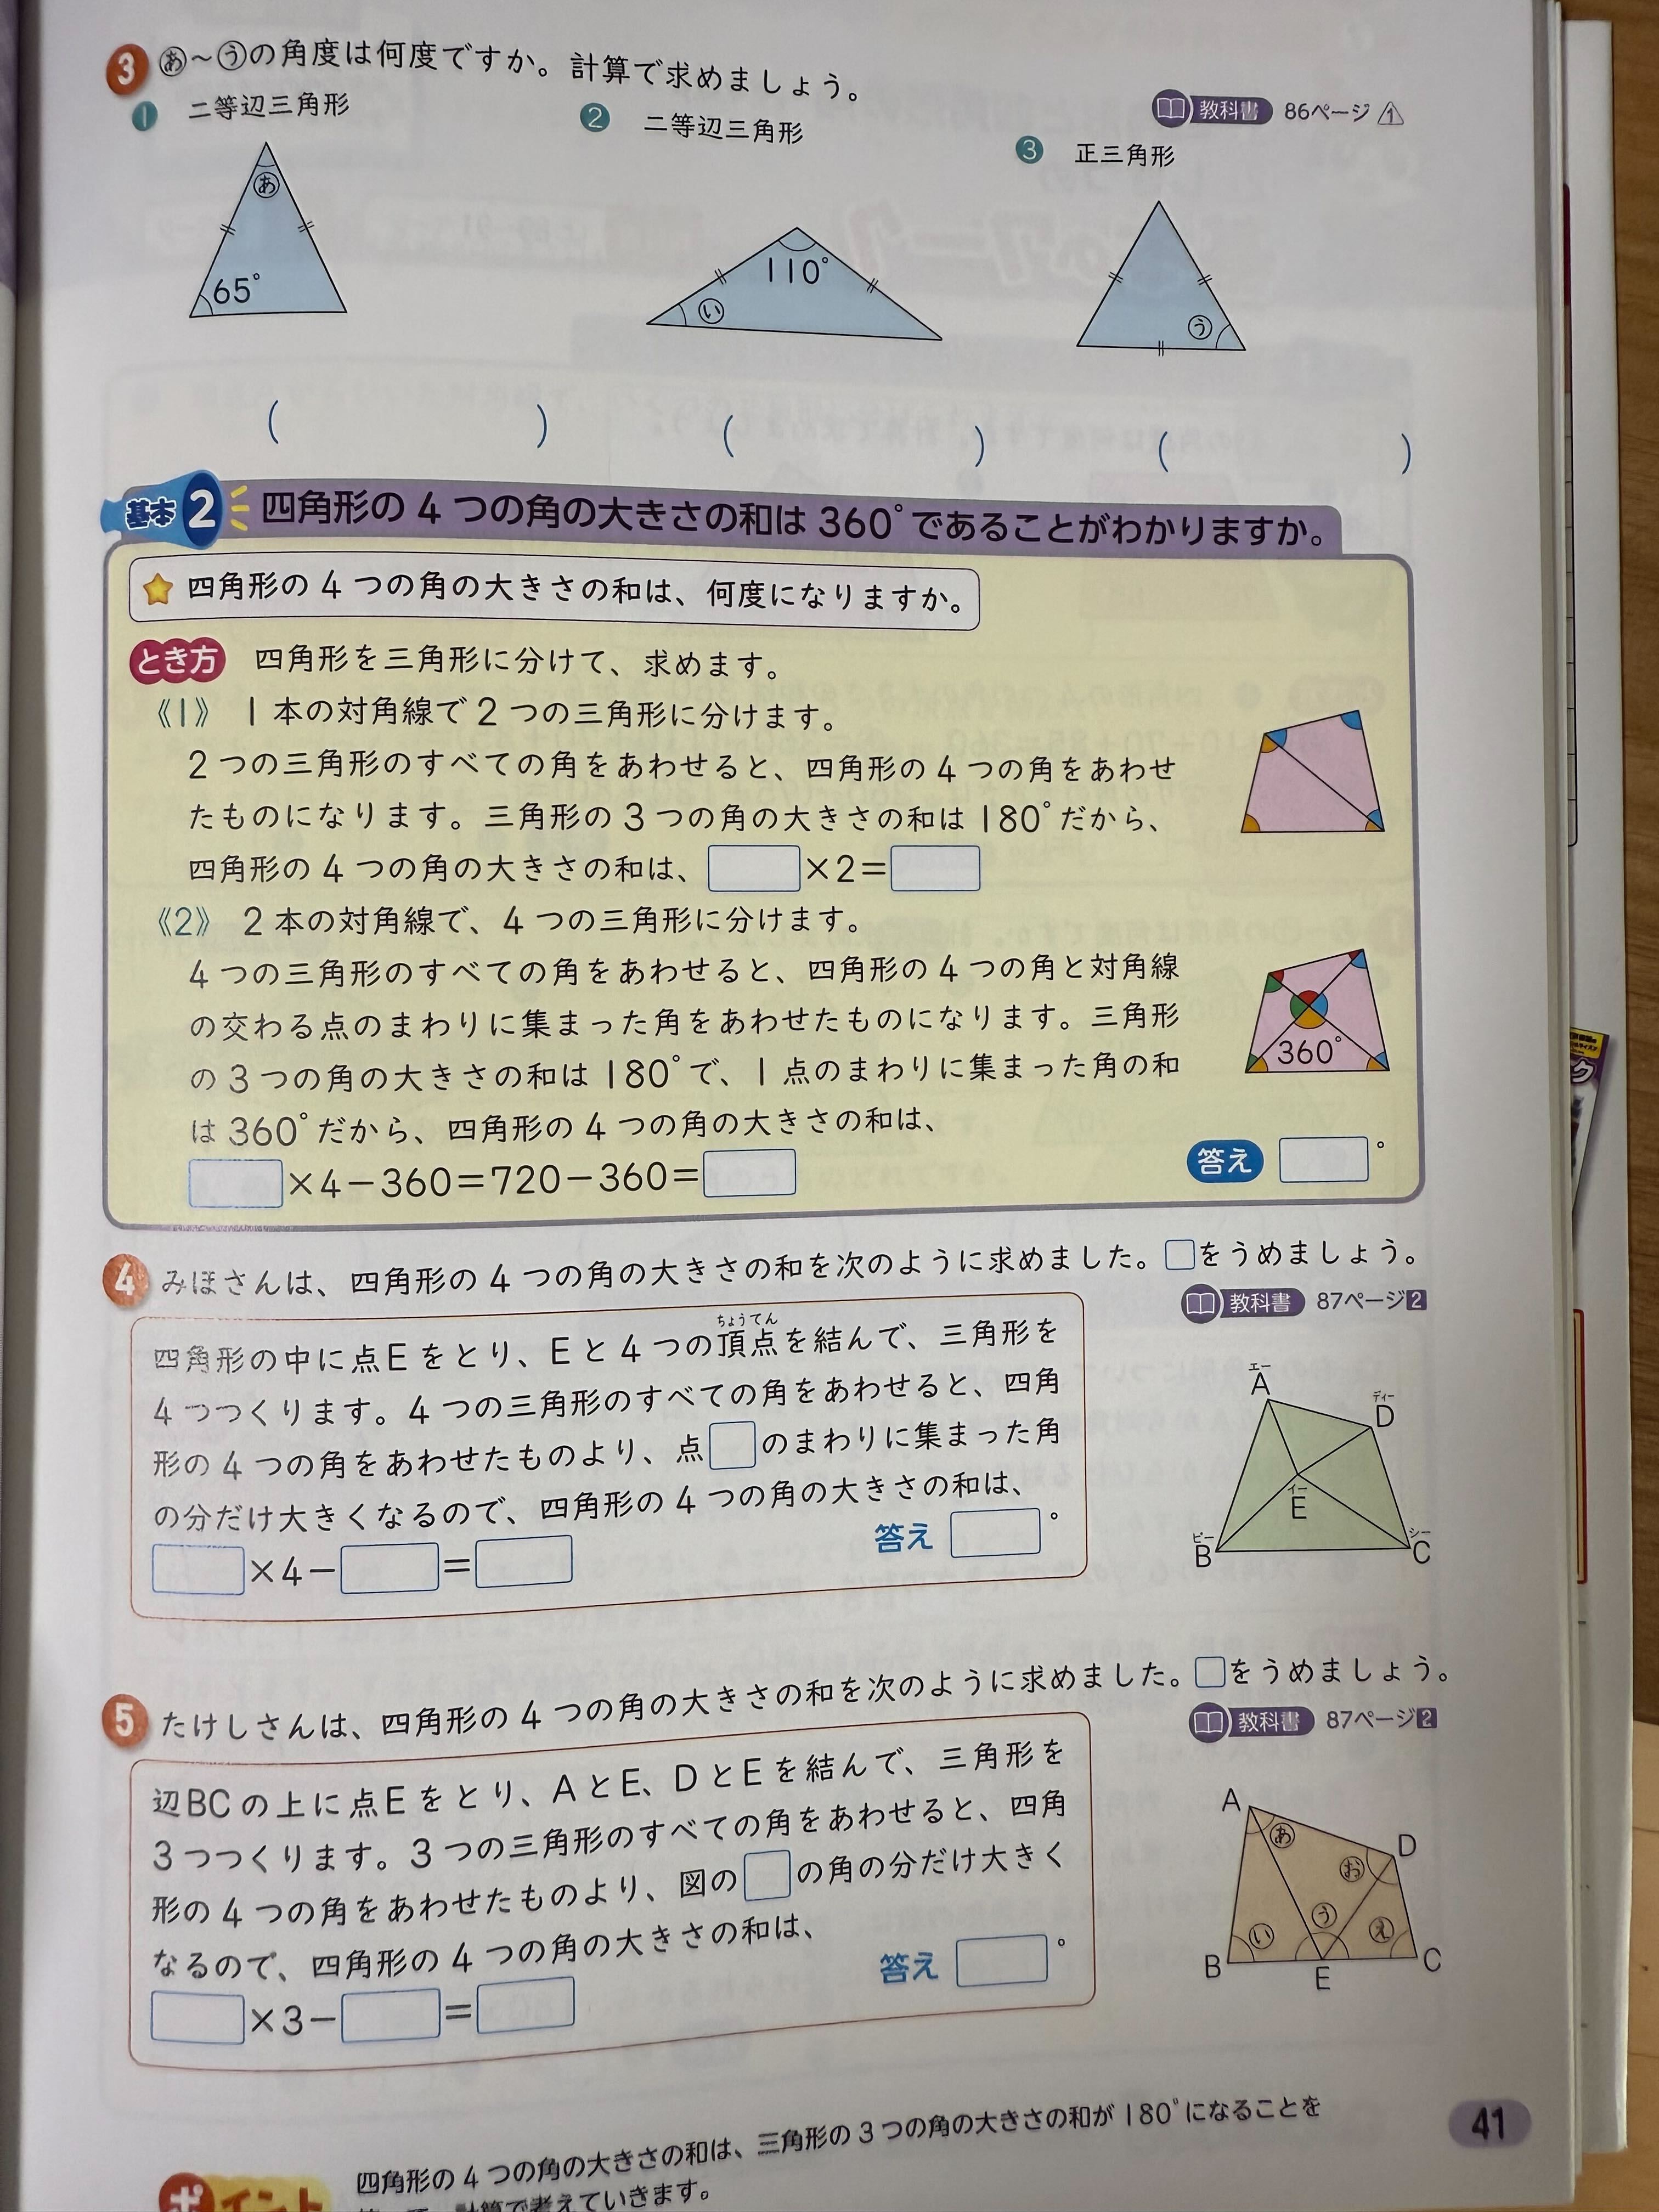 3 あ～うの角度は何度ですか。計算で求めましょう。
教科書 86ページ 1
1 二等辺三角形
あ
65°
2 二等辺三角形
110°
い
3 正三角形
う
( ) ( ) ( )
基本2 四角形の4つの角の大きさの和は360°であることがわかりますか。
四角形の4つの角の大きさの和は、何度になりますか。
とき方 四角形を三角形に分けて、求めます。
《1》 1本の対角線で2つの三角形に分けます。
2つの三角形のすべての角をあわせると、四角形の4つの角をあわせ
たものになります。三角形の3つの角の大きさの和は180°だから、
四角形の4つの角の大きさの和は、□×2=□
《2》 2本の対角線で、4つの三角形に分けます。
4つの三角形のすべての角をあわせると、四角形の4つの角と対角線
の交わる点のまわりに集まった角をあわせたものになります。三角形
の3つの角の大きさの和は180°で、1点のまわりに集まった角の和
は360°だから、四角形の4つの角の大きさの和は、
□×4-360=720-360=□
360°
答え □°
4 みほさんは、四角形の4つの角の大きさの和を次のように求めました。□をうめましょう。
教科書 87ページ2
ちょうてん
四角形の中に点Eをとり、Eと4つの頂点を結んで、三角形を
4つつくります。4つの三角形のすべての角をあわせると、四角
形の4つの角をあわせたものより、点□のまわりに集まった角
の分だけ大きくなるので、四角形の4つの角の大きさの和は、
□×4-□=□
答え □°
エー
A
ディー
D
イー
E
ビー
B
シー
C
5 たけしさんは、四角形の4つの角の大きさの和を次のように求めました。□をうめましょう。
教科書 87ページ2
辺BCの上に点Eをとり、AとE、DとEを結んで、三角形を
3つつくります。3つの三角形のすべての角をあわせると、四角
形の4つの角をあわせたものより、図の□の角の分だけ大きく
なるので、四角形の4つの角の大きさの和は、
□×3-□=□
答え □°
A
あ
D
お
う
い
え
B
E
C
ポイント
四角形の4つの角の大きさの和は、三角形の3つの角の大きさの和が180°になることを
計算で考えていきます。
41
ク